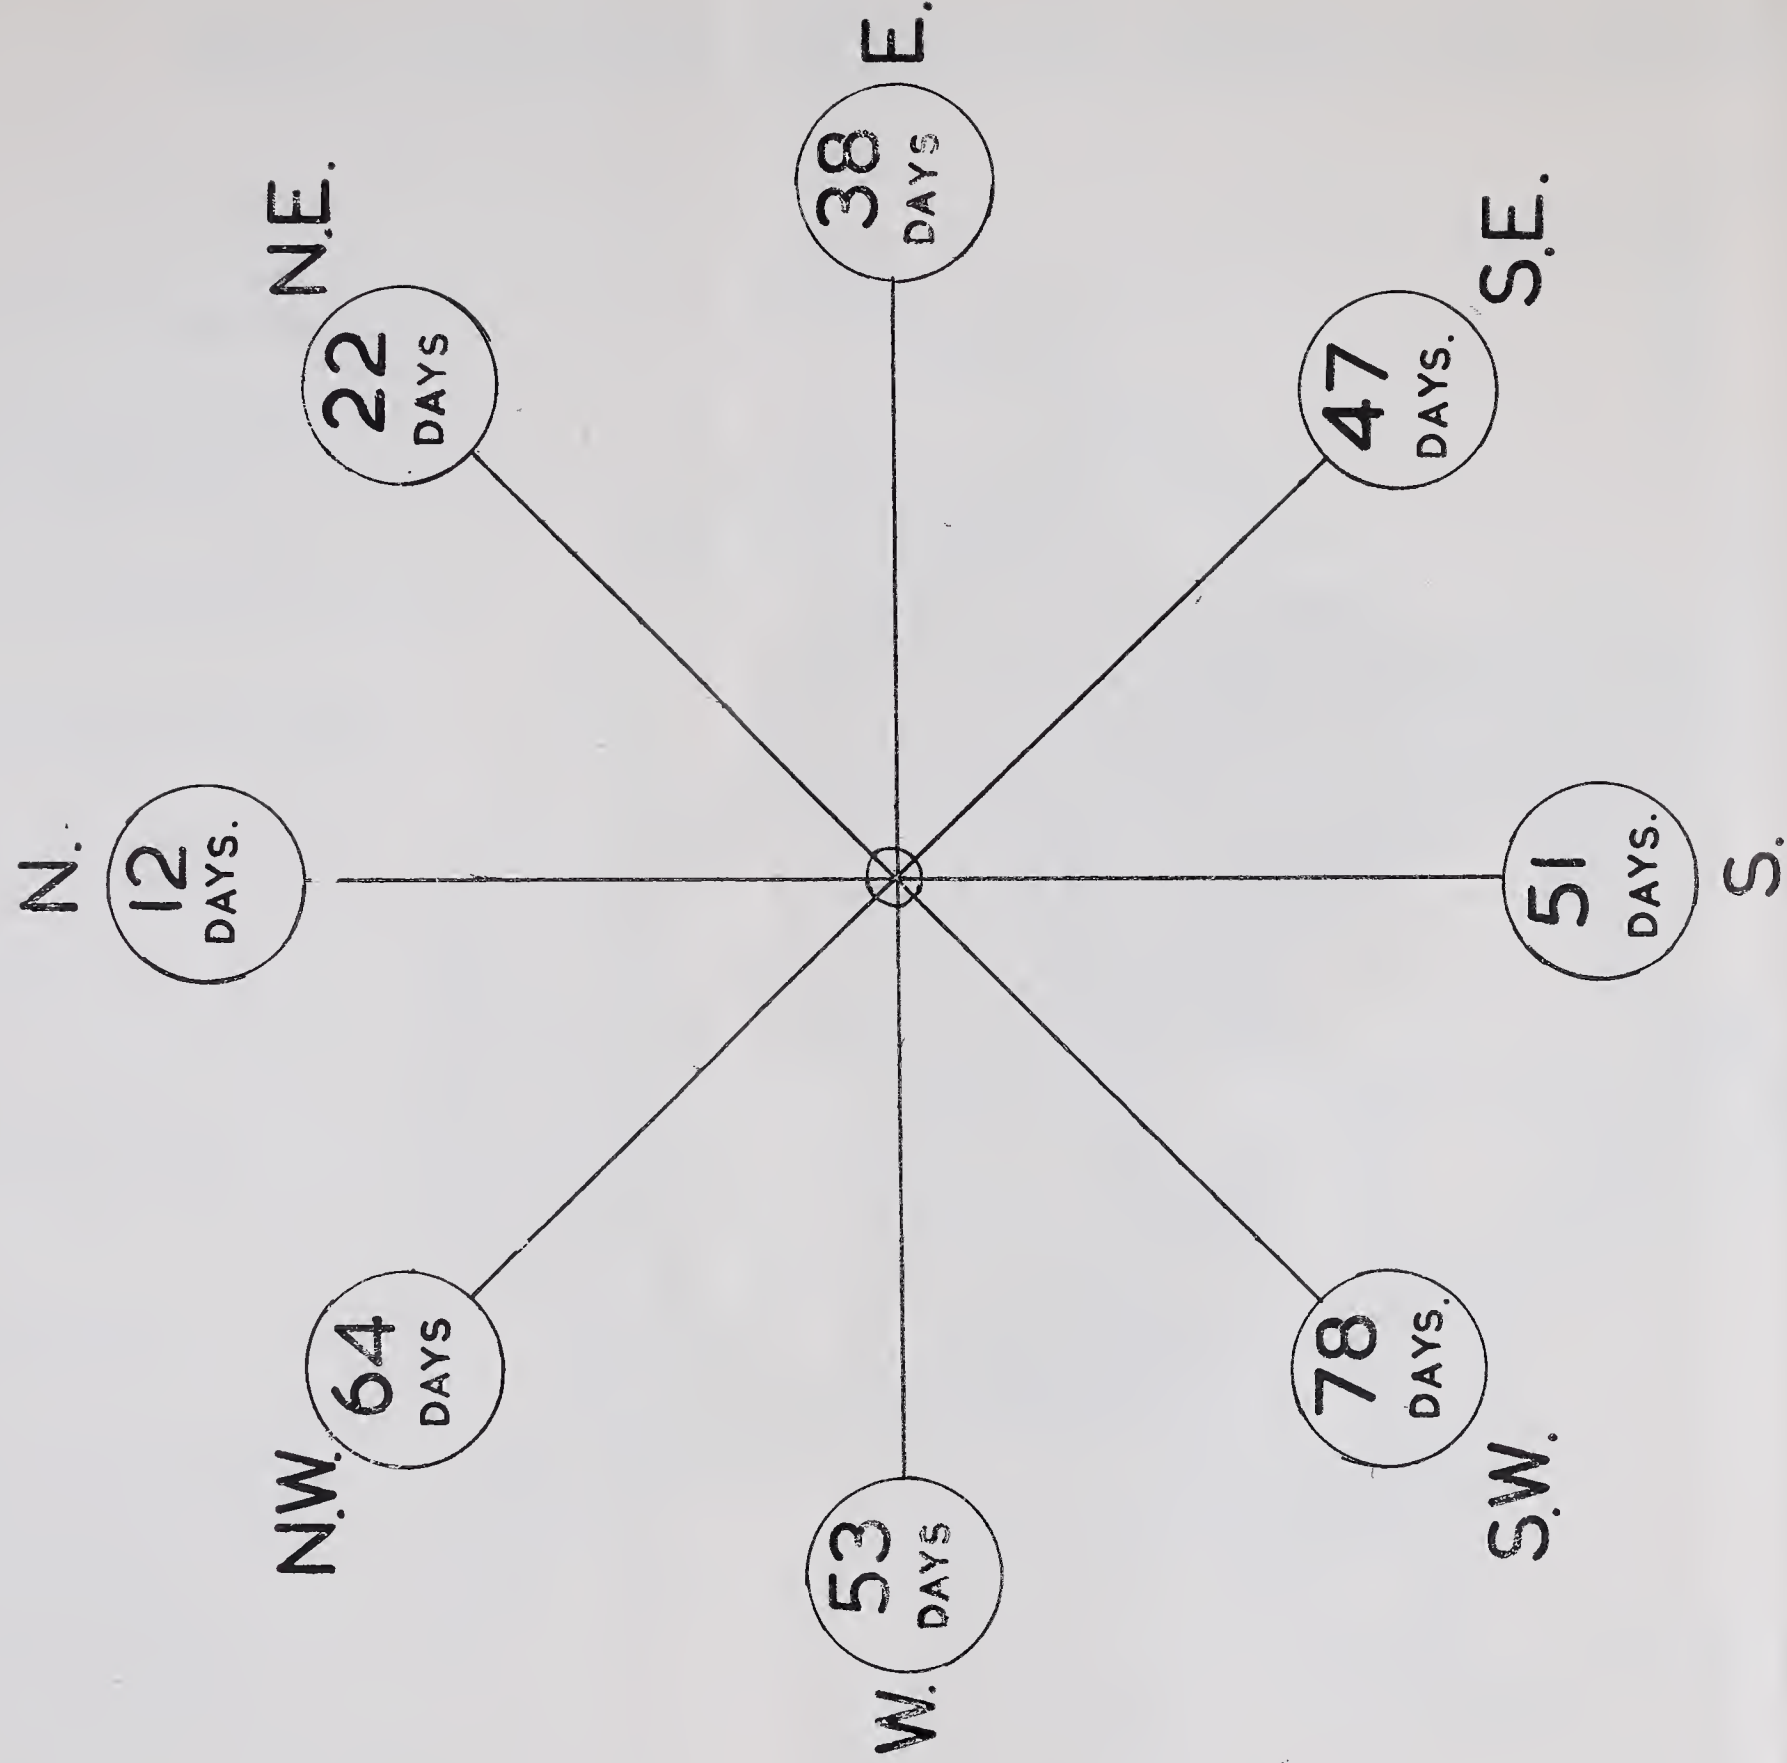 N.
12
DAYS.
N.W.
64
DAYS
N.E.
22
DAYS
W.
53
DAYS
E.
38
DAYS
78
DAYS.
S.W.
47
DAYS.
S.E.
51
DAYS.
S.